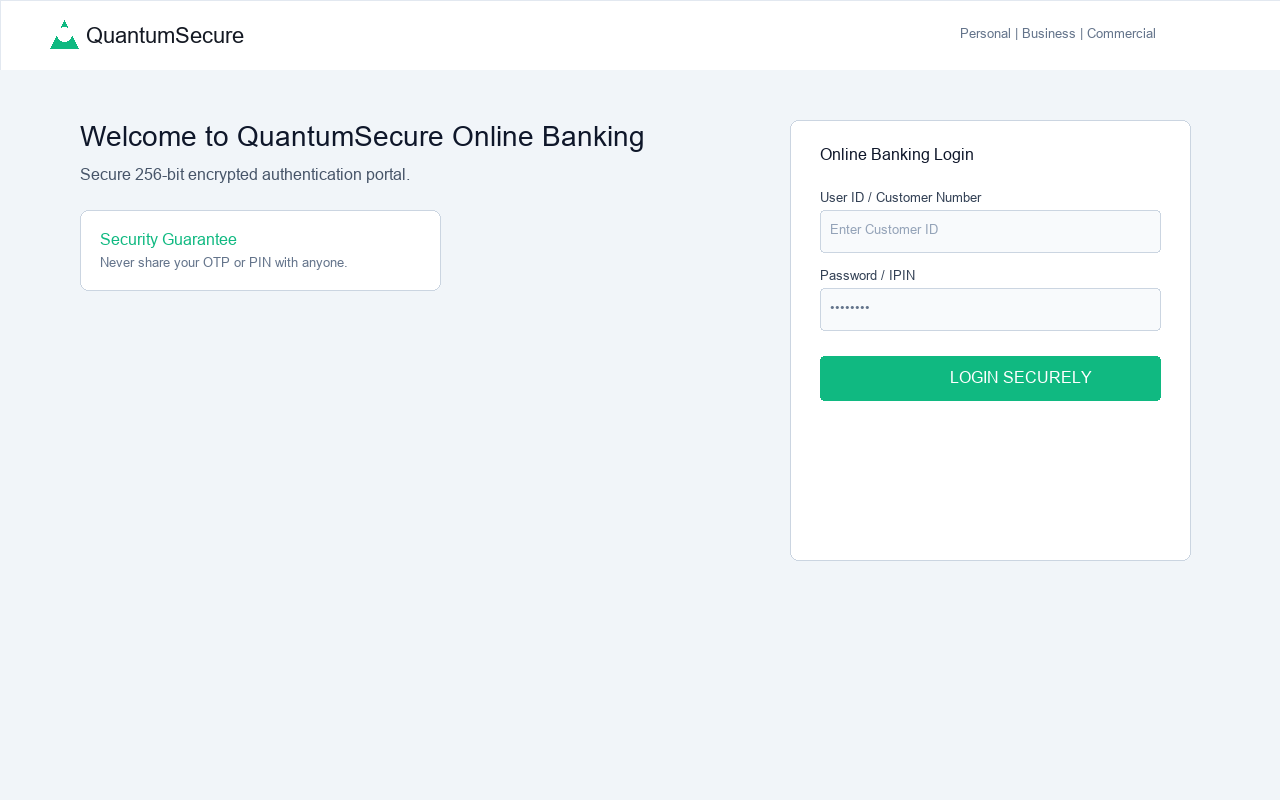 QuantumSecure
Personal | Business | Commercial
Welcome to QuantumSecure Online Banking
Secure 256-bit encrypted authentication portal.
Security Guarantee
Never share your OTP or PIN with anyone.
Online Banking Login
User ID / Customer Number
Enter Customer ID
Password / IPIN
••••••••
LOGIN SECURELY